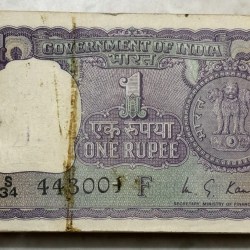 GOVERNMENT OF INDIA
भारत
1
एक रुपया
ONE RUPEE
S
34
443001 F